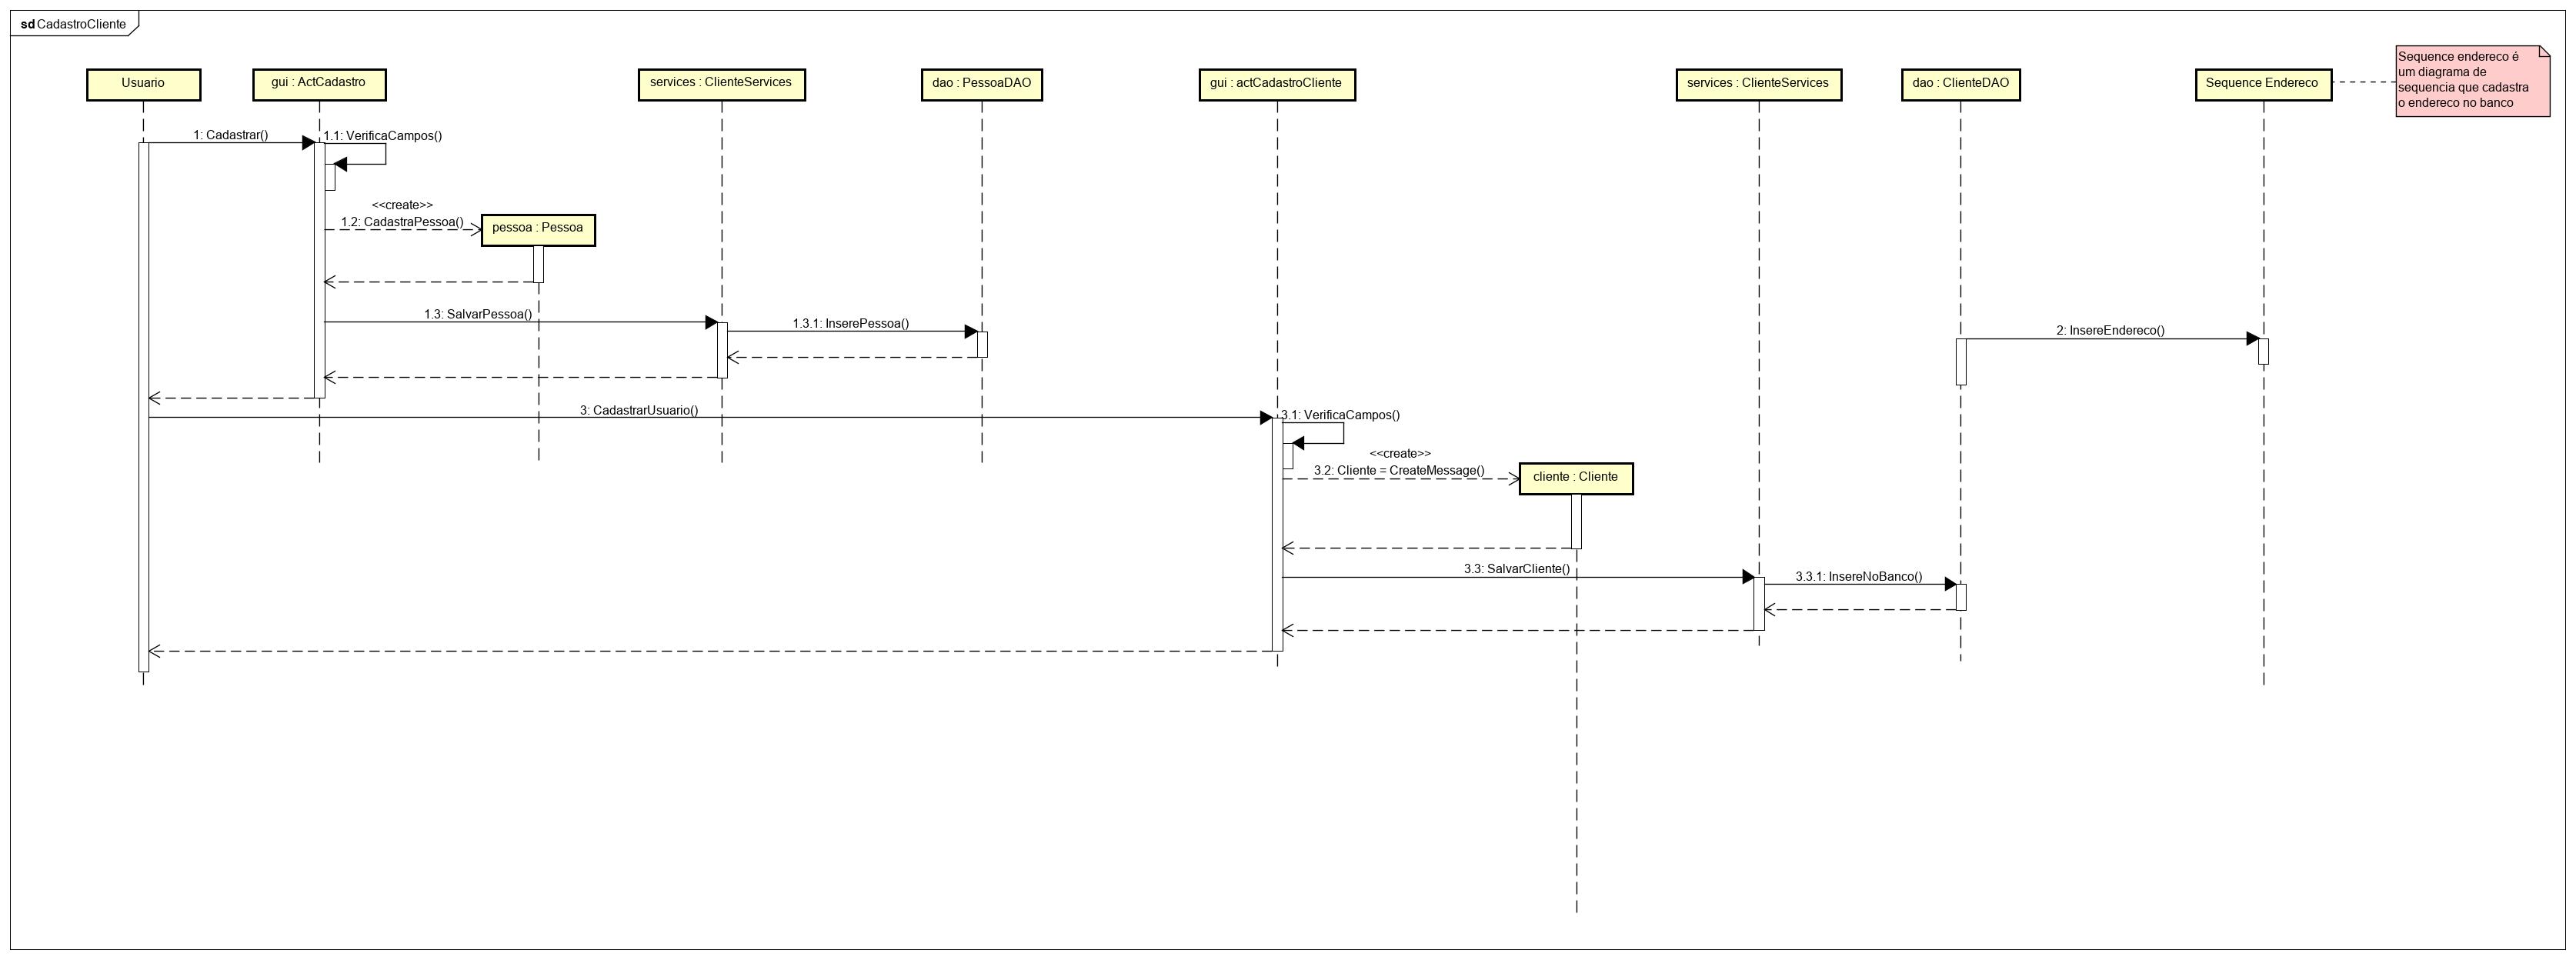 sd CadastroCliente
Sequence endereco é
um diagrama de
sequencia que cadastra
o endereco no banco
Usuario
gui : ActCadastro
services : ClienteServices
dao : PessoaDAO
gui : actCadastroCliente
services : ClienteServices
dao : ClienteDAO
Sequence Endereco
1: Cadastrar()
1.1: VerificaCampos()
<<create>>
1.2: CadastraPessoa()
pessoa : Pessoa
1.3: SalvarPessoa()
1.3.1: InserePessoa()
2: InsereEndereco()
3: CadastrarUsuario()
3.1: VerificaCampos()
<<create>>
3.2: Cliente = CreateMessage()
cliente : Cliente
3.3: SalvarCliente()
3.3.1: InsereNoBanco()